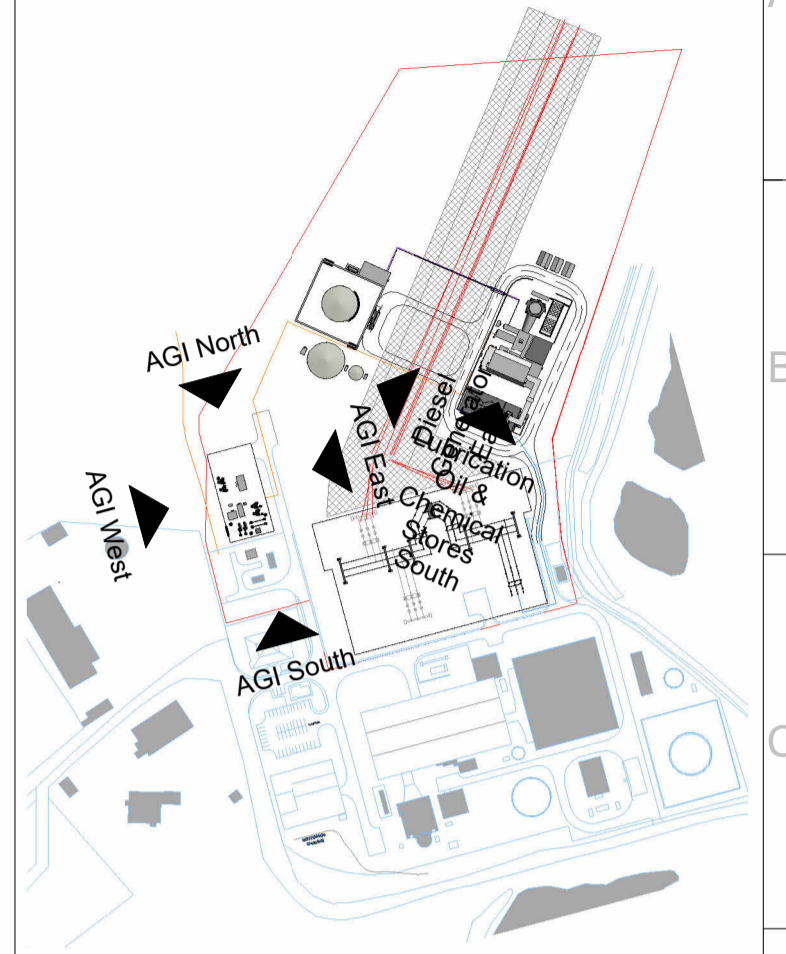 A
B
C
AGI North
AGI East
AGI West
AGI South
Diesel
Generator
Lubrication
Oil &
Chemical
Stores
South